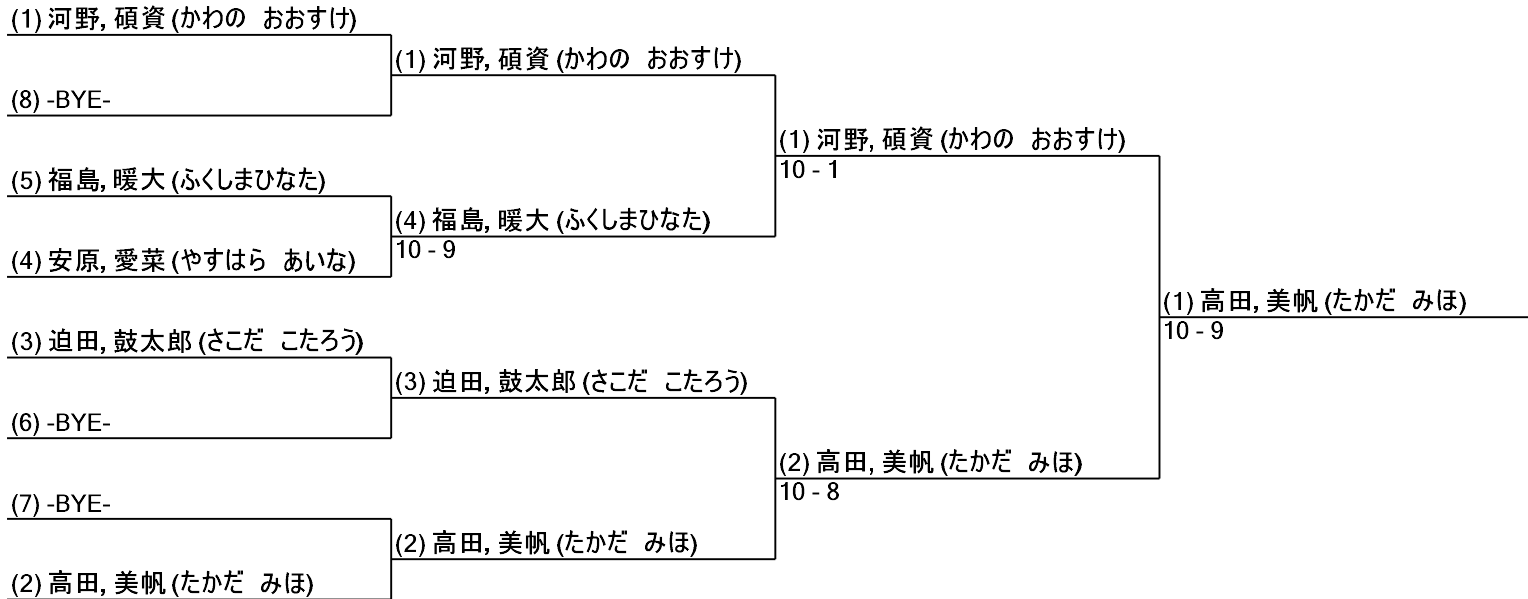 (1) 河野, 碩資 (かわの　おおすけ)
(8) -BYE-
(5) 福島, 暖大 (ふくしまひなた)
(4) 安原, 愛菜 (やすはら　あいな)
(3) 迫田, 鼓太郎 (さこだ　こたろう)
(6) -BYE-
(7) -BYE-
(2) 高田, 美帆 (たかだ　みほ)
(1) 河野, 碩資 (かわの　おおすけ)
(4) 福島, 暖大 (ふくしまひなた)
10 - 9
(3) 迫田, 鼓太郎 (さこだ　こたろう)
(2) 高田, 美帆 (たかだ　みほ)
(1) 河野, 碩資 (かわの　おおすけ)
10 - 1
(2) 高田, 美帆 (たかだ　みほ)
10 - 8
(1) 高田, 美帆 (たかだ　みほ)
10 - 9